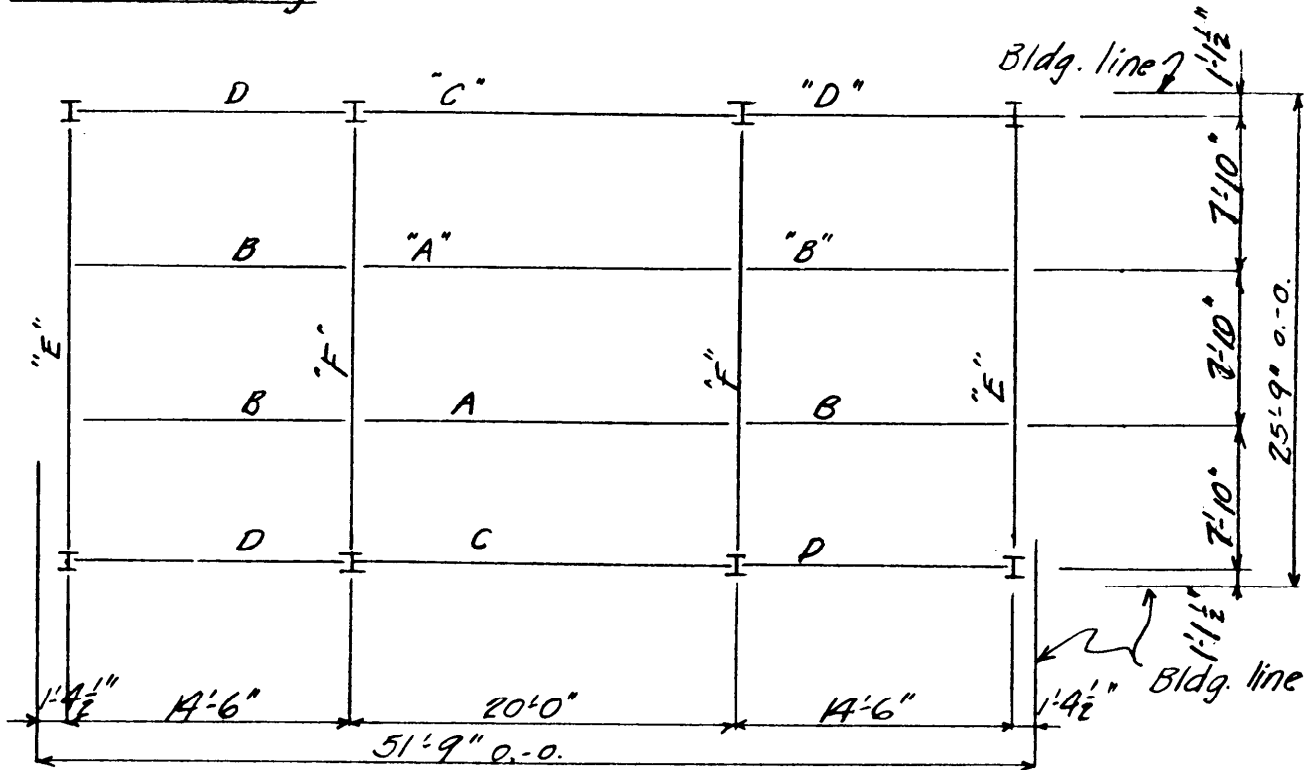 Bldg. line
1'-1½"
D "C" "D"
7'-10"
B "A" "B"
"E" "F" "F" "E"
7'-10"
25'-9" o.-o.
B A B
7'-10"
D C D
1'-1½"
Bldg. line
1'-4½" 14'-6" 20'-0" 14'-6" 1'-4½"
51'-9" o.-o.